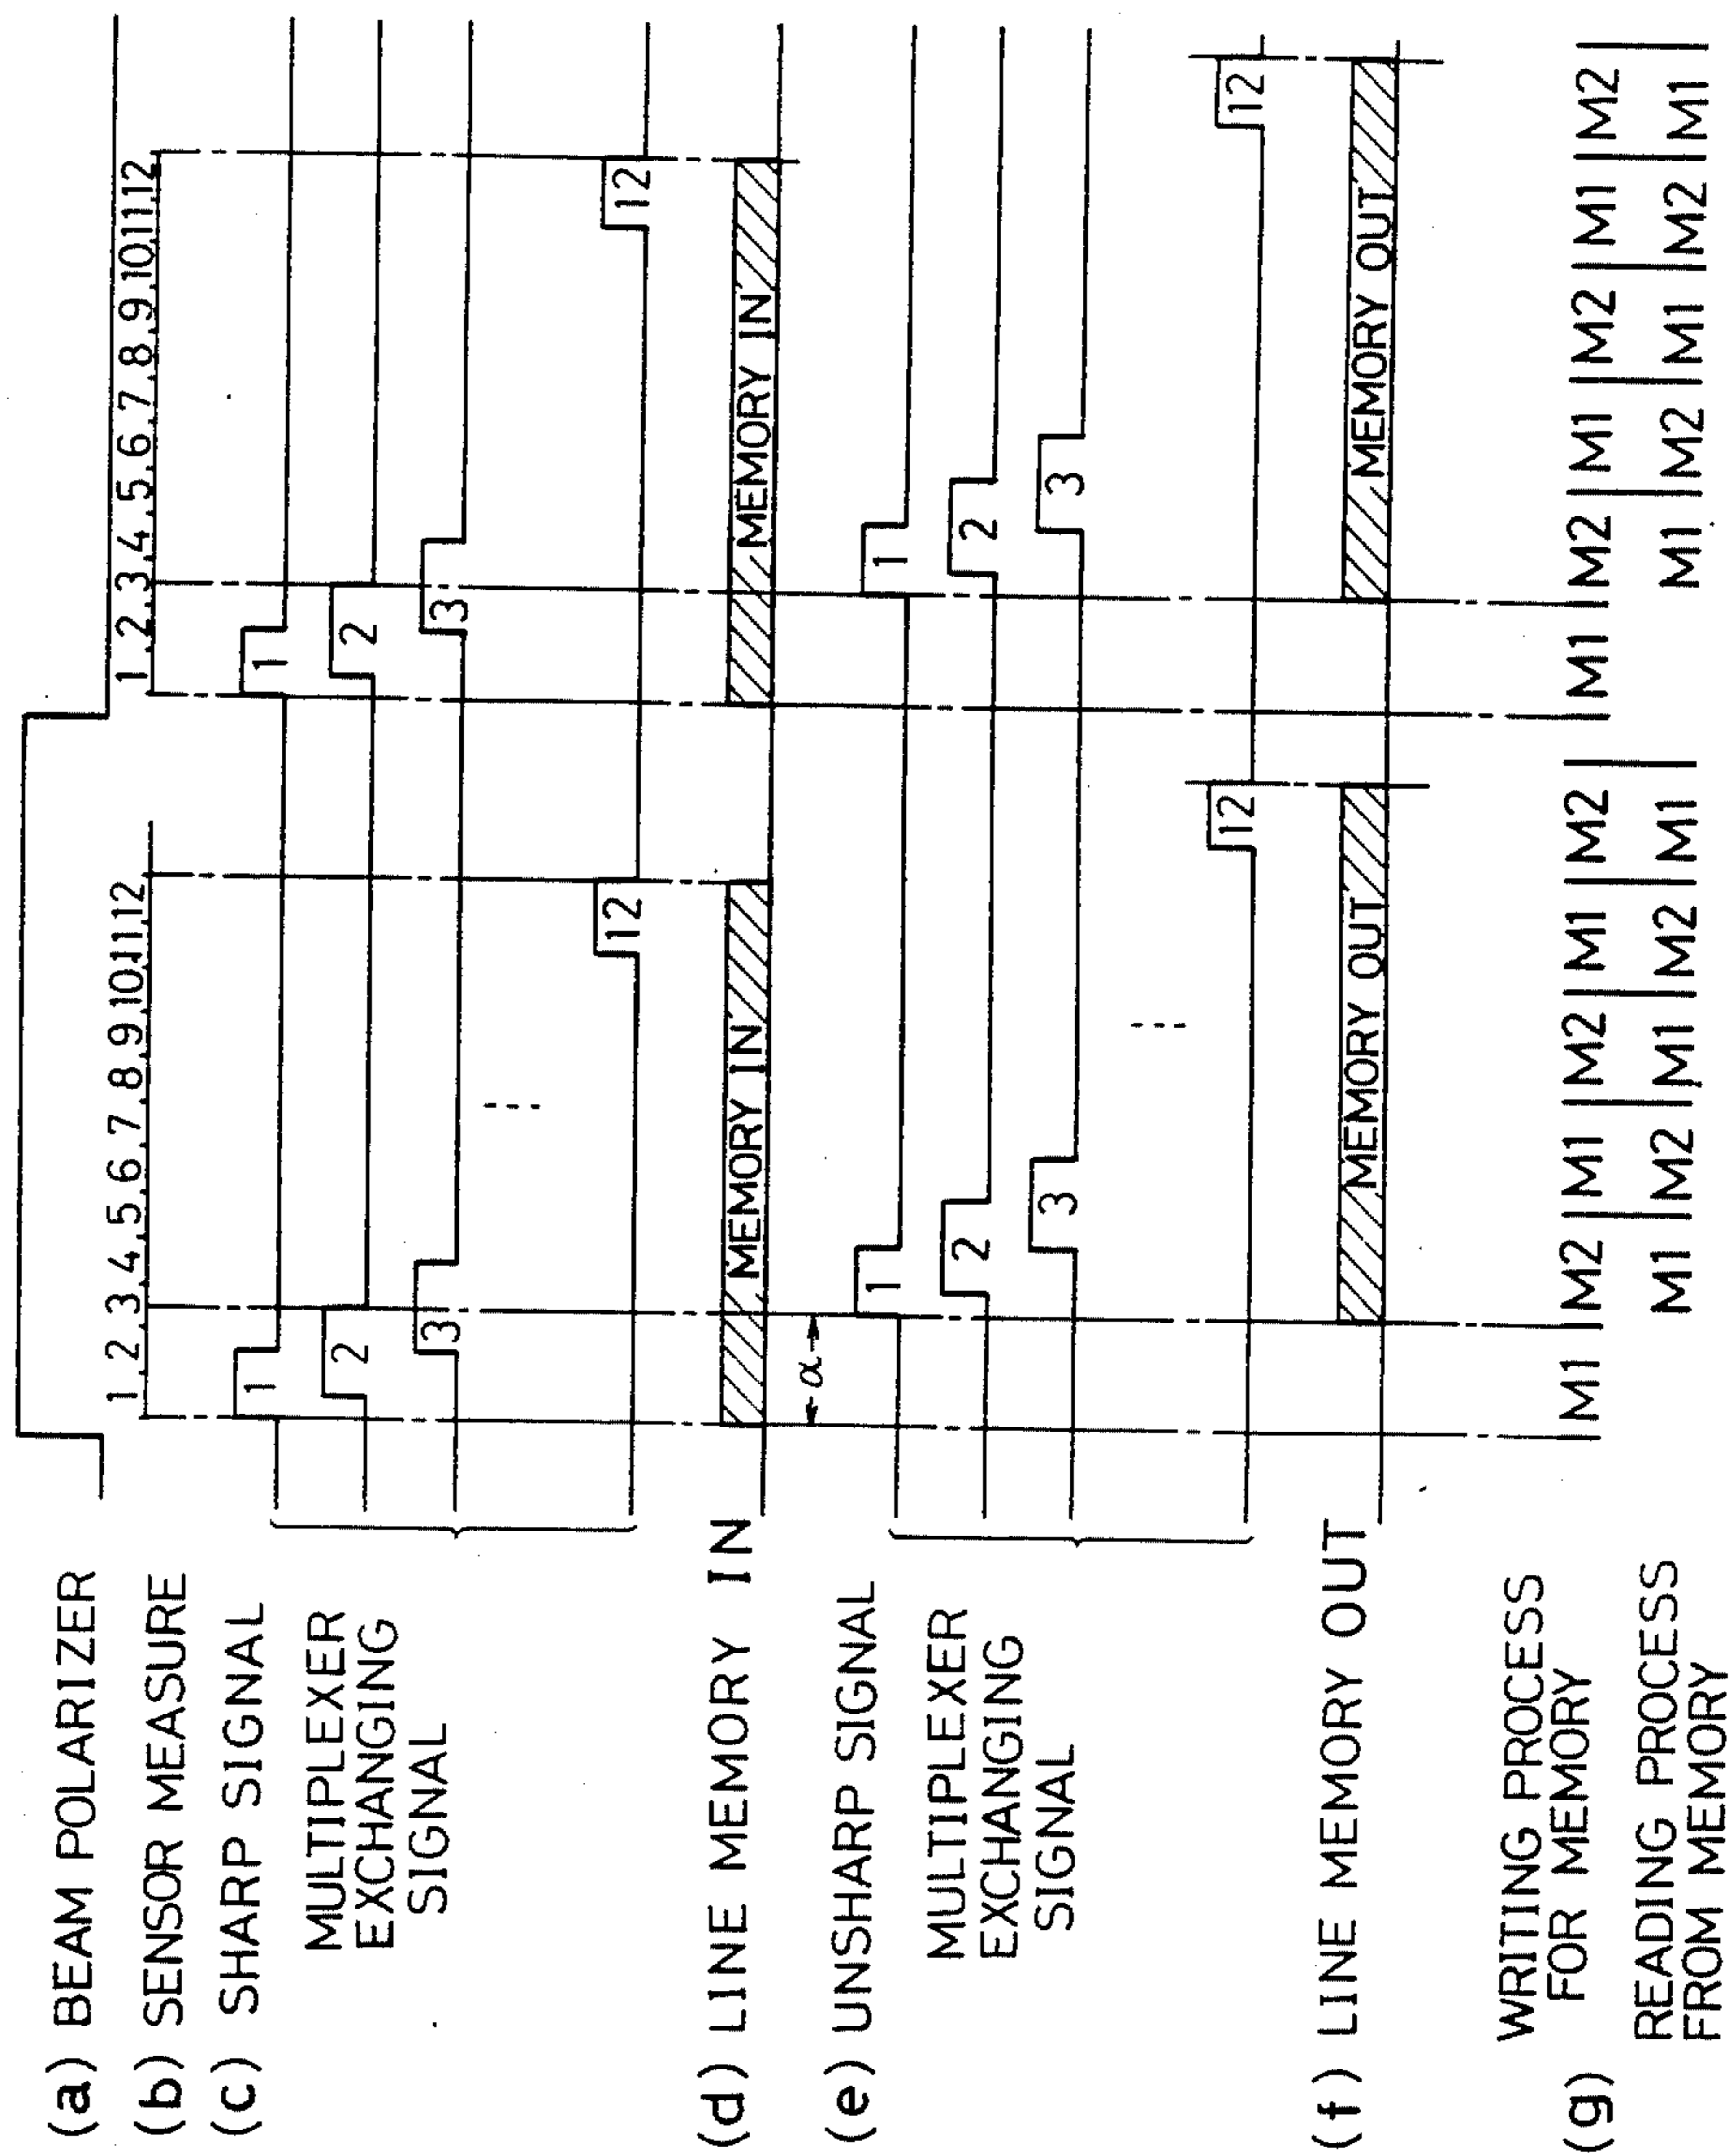 (a) BEAM POLARIZER
(b) SENSOR MEASURE
1 2 3 4 5 6 7 8 9 10 11 12
1 2 3 4 5 6 7 8 9 10 11 12
(c) SHARP SIGNAL
MULTIPLEXER
EXCHANGING
SIGNAL
1 1
2 2
3 3
12 12
(d) LINE MEMORY IN
MEMORY IN MEMORY IN
α
(e) UNSHARP SIGNAL
MULTIPLEXER
EXCHANGING
SIGNAL
1 1
2 2
3 3
12 12
(f) LINE MEMORY OUT
MEMORY OUT MEMORY OUT
(g)
WRITING PROCESS
FOR MEMORY
M1 M2 M1 M2 M1 M2 M1 M2 M1 M2 M1 M2
READING PROCESS
FROM MEMORY
M1 M2 M1 M2 M1 M1 M2 M1 M2 M1